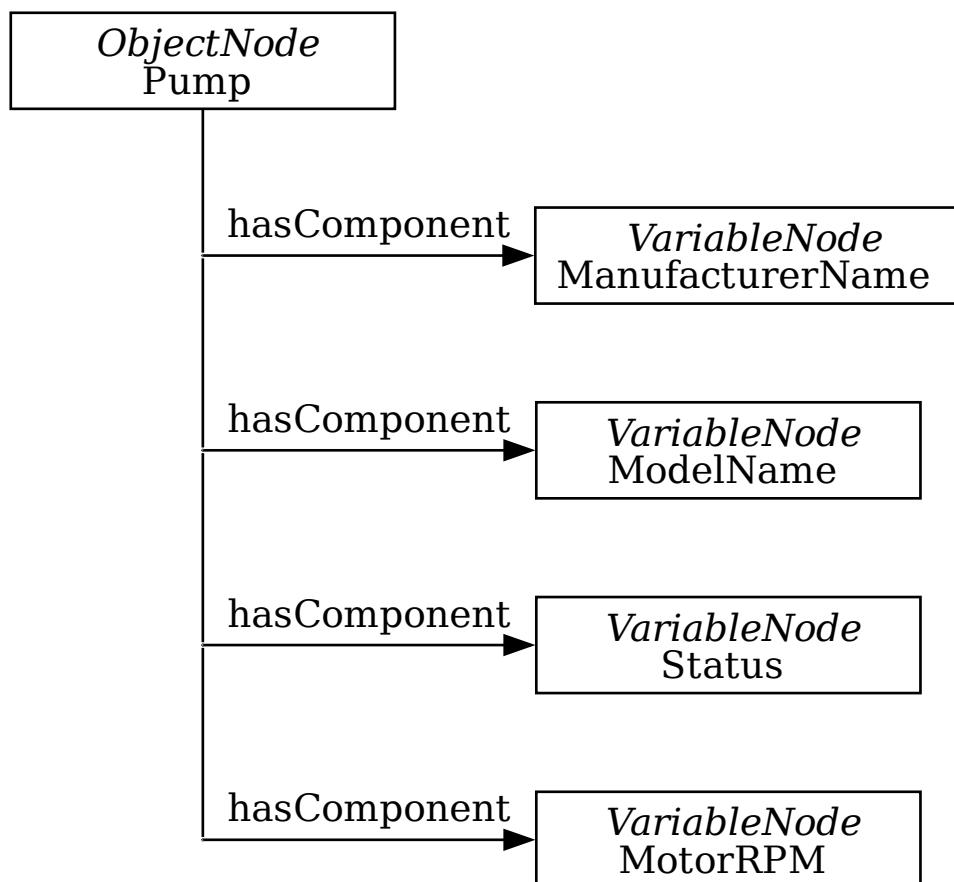 ObjectNode
Pump
hasComponent
VariableNode
ManufacturerName
hasComponent
VariableNode
ModelName
hasComponent
VariableNode
Status
hasComponent
VariableNode
MotorRPM